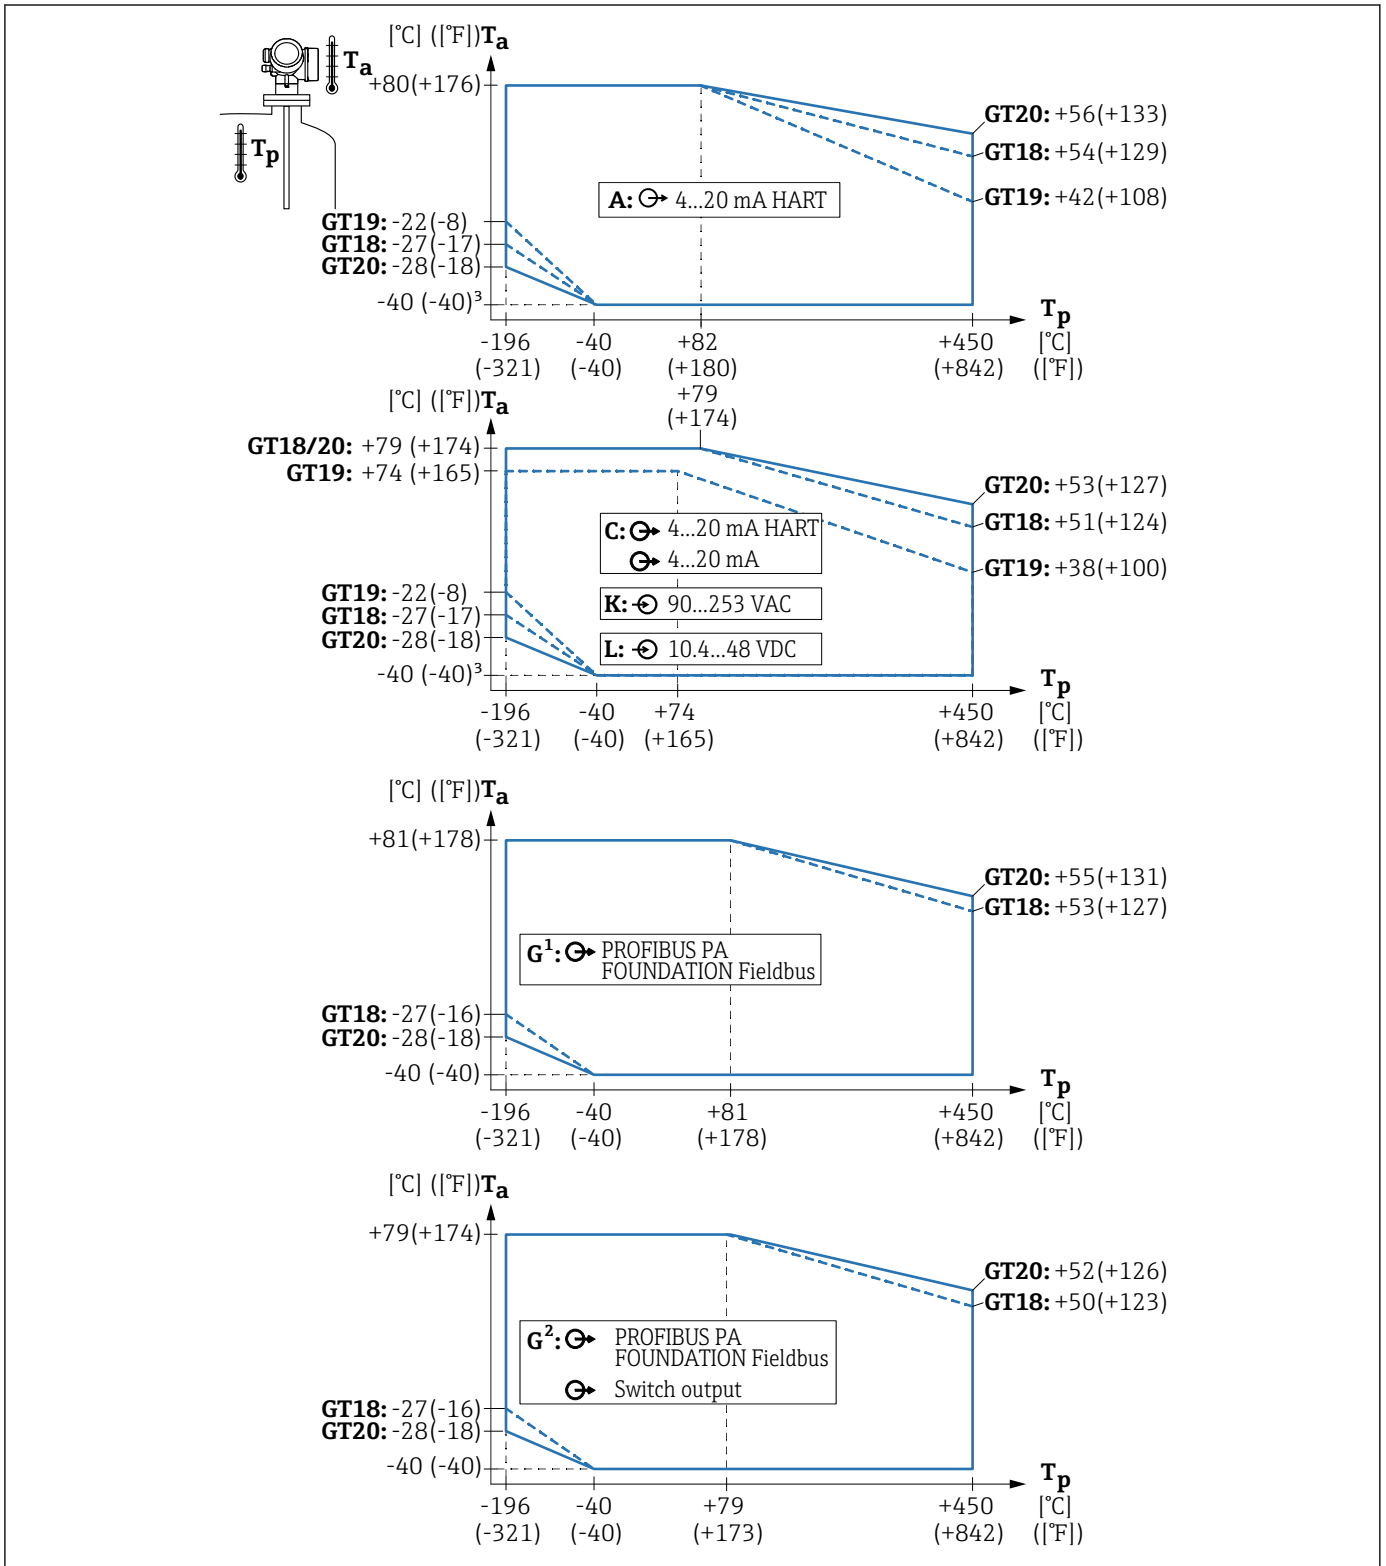 [°C] ([°F]) Ta
Ta
Tp
+80(+176)
GT20: +56(+133)
GT18: +54(+129)
GT19: +42(+108)
A: 4...20 mA HART
GT19: -22(-8)
GT18: -27(-17)
GT20: -28(-18)
-40 (-40)³
Tp
-196 -40 +82 +450 [°C]
(-321) (-40) (+180) (+842) ([°F])
[°C] ([°F]) Ta
+79
(+174)
GT18/20: +79 (+174)
GT19: +74 (+165)
GT20: +53(+127)
GT18: +51(+124)
GT19: +38(+100)
C: 4...20 mA HART
4...20 mA
K: 90...253 VAC
L: 10.4...48 VDC
GT19: -22(-8)
GT18: -27(-17)
GT20: -28(-18)
-40 (-40)³
Tp
-196 -40 +74 +450 [°C]
(-321) (-40) (+165) (+842) ([°F])
[°C] ([°F]) Ta
+81(+178)
GT20: +55(+131)
GT18: +53(+127)
G¹: PROFIBUS PA
FOUNDATION Fieldbus
GT18: -27(-16)
GT20: -28(-18)
-40 (-40)
Tp
-196 -40 +81 +450 [°C]
(-321) (-40) (+178) (+842) ([°F])
[°C] ([°F]) Ta
+79(+174)
GT20: +52(+126)
GT18: +50(+123)
G²: PROFIBUS PA
FOUNDATION Fieldbus
Switch output
GT18: -27(-16)
GT20: -28(-18)
-40 (-40)
Tp
-196 -40 +79 +450 [°C]
(-321) (-40) (+173) (+842) ([°F])